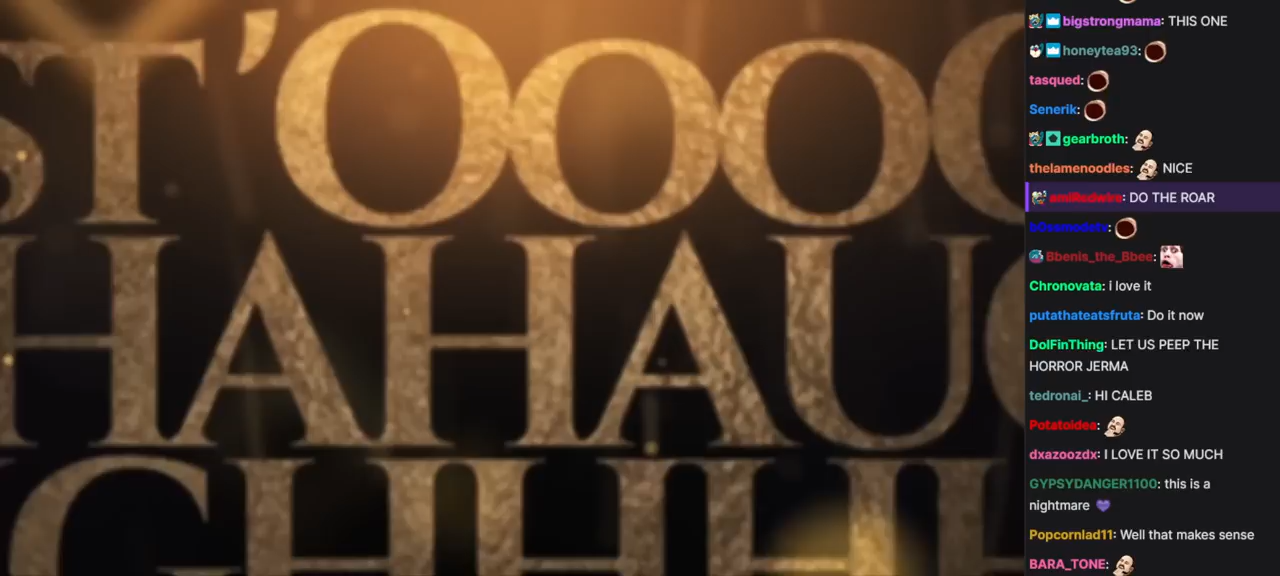 ST'OOOO
HAHAUG
GHHHH
bigstrongmama: THIS ONE
honeytea93:
tasqued:
Senerik:
gearbroth:
thelamenoodles: NICE
: DO THE ROAR
Bbenis_the_Bbee:
Chronovata: i love it
putathateatsfruta: Do it now
DolFinThing: LET US PEEP THE
HORROR JERMA
tedronai_: HI CALEB
Potatoidea:
dxazoozdx: I LOVE IT SO MUCH
GYPSYDANGER1100: this is a
nightmare
Popcornlad11: Well that makes sense
BARA_TONE: